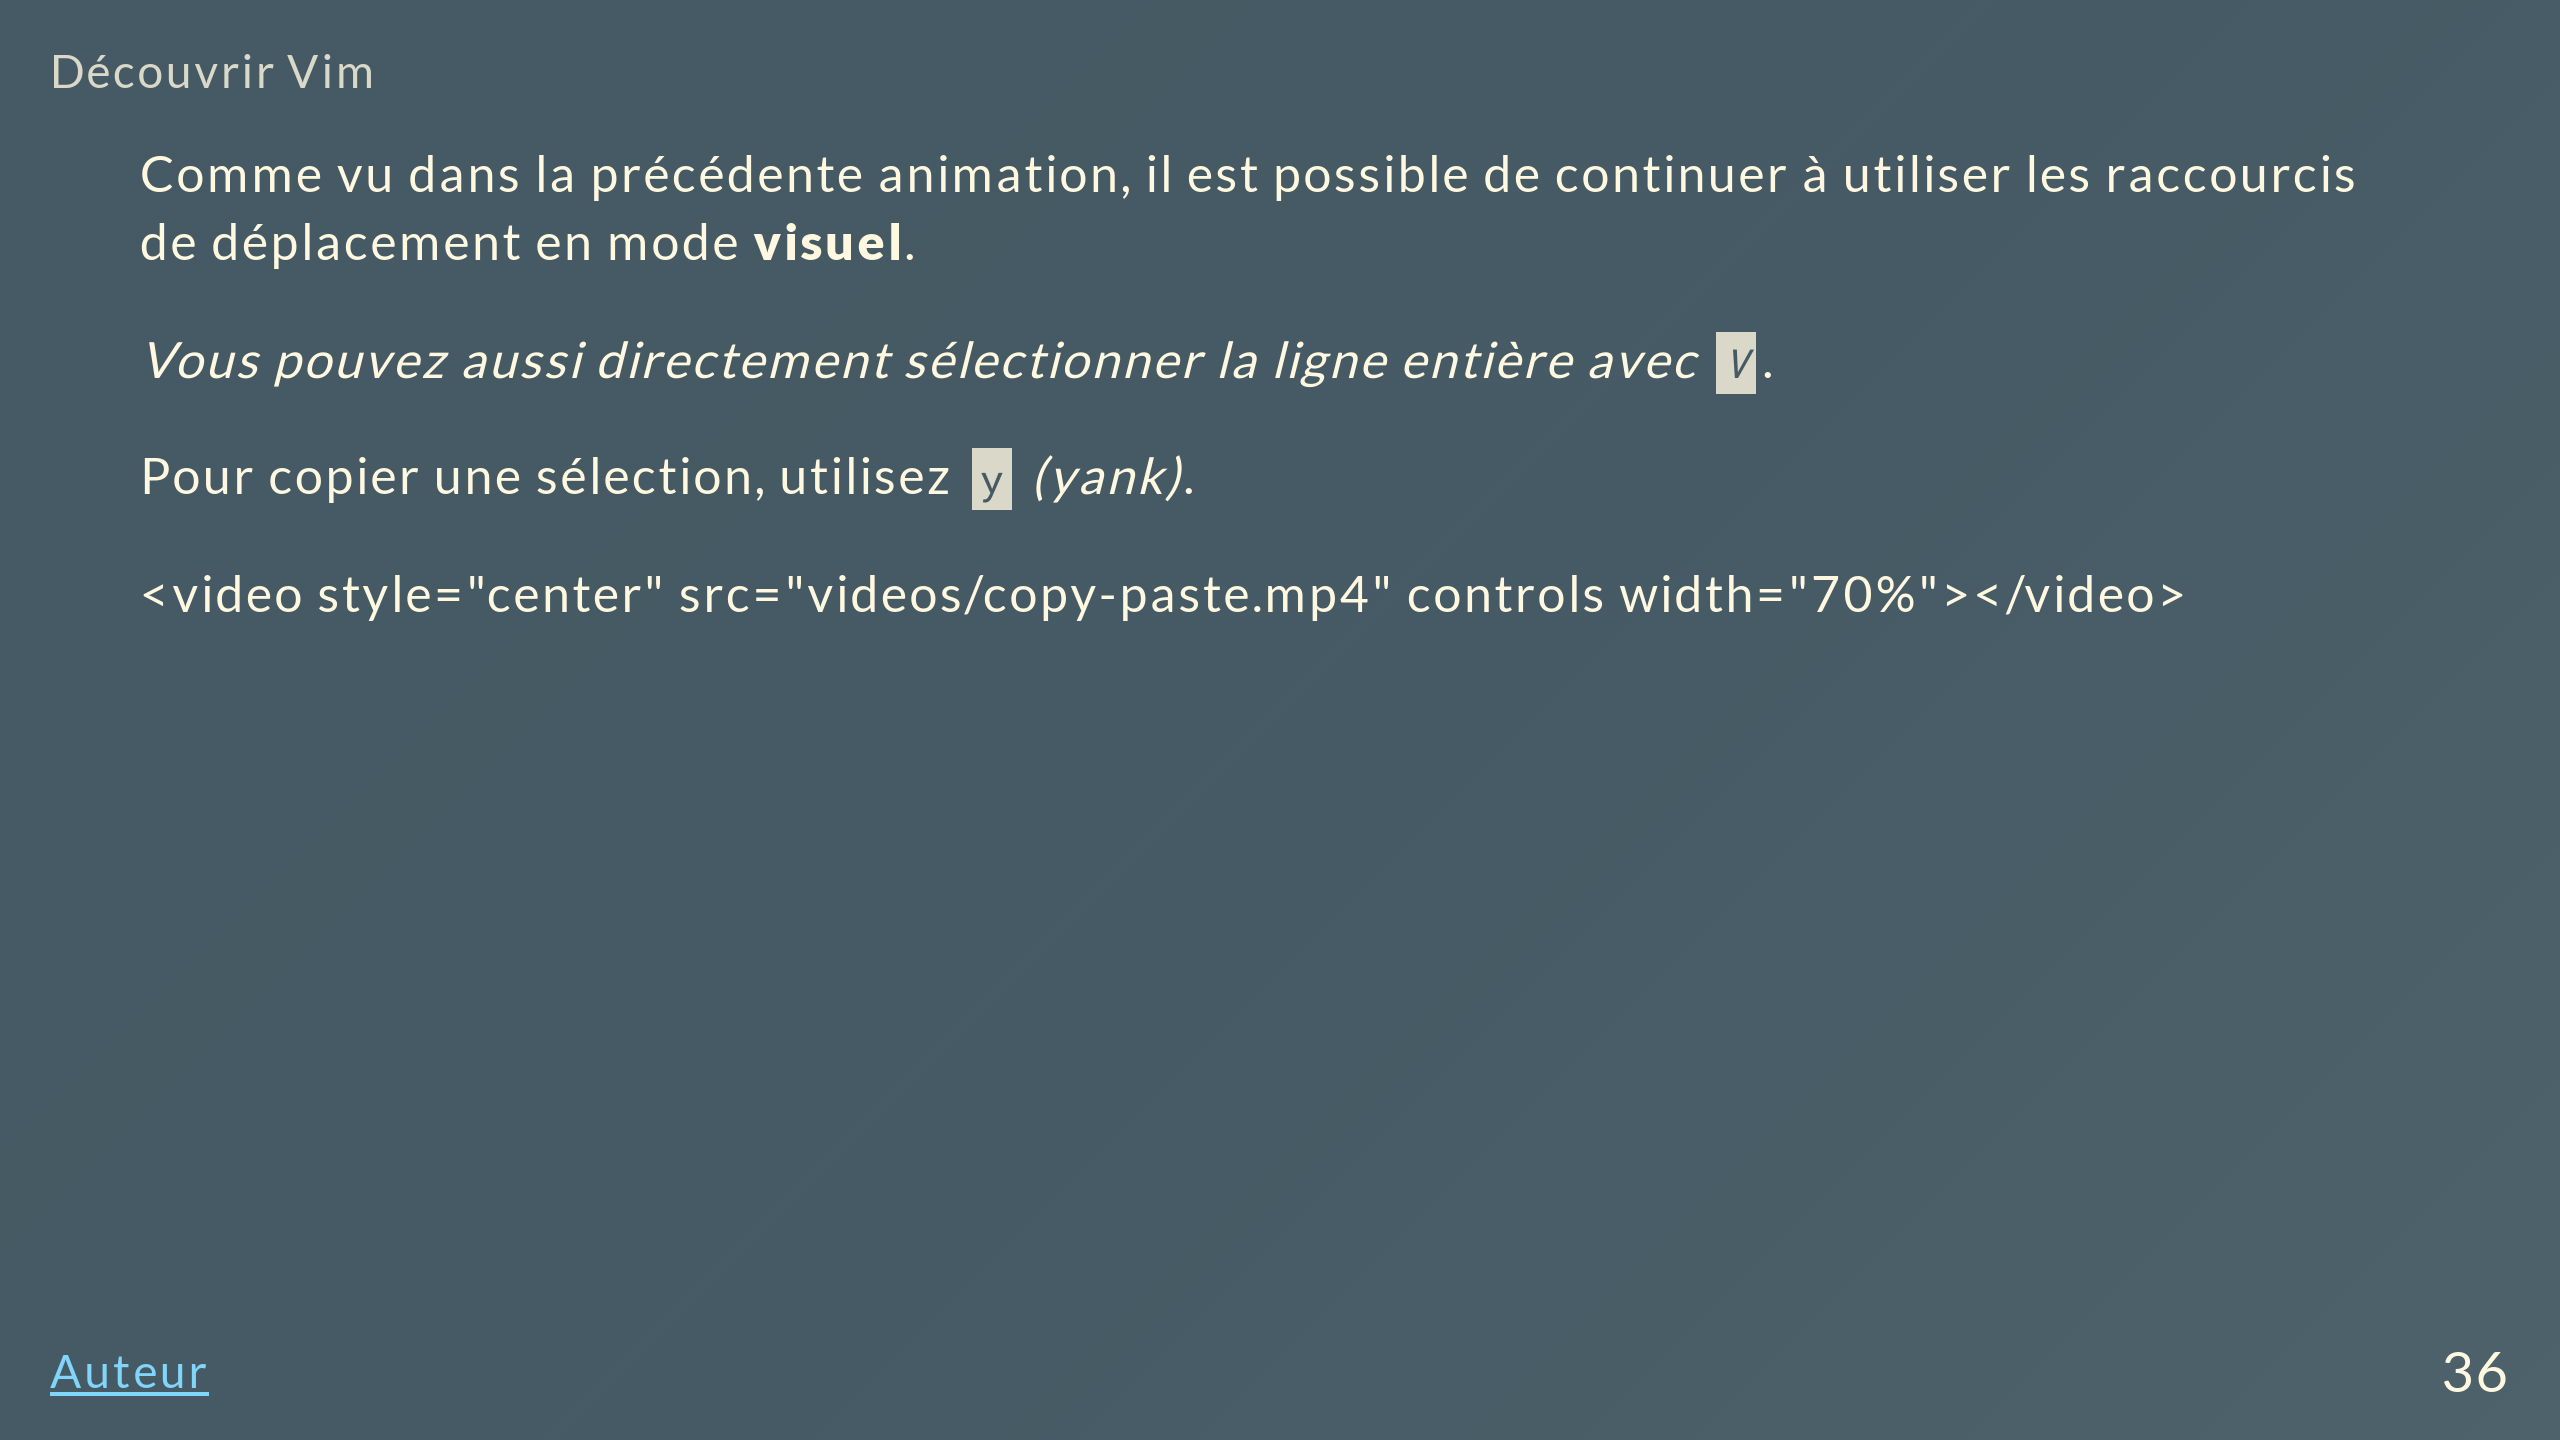 Découvrir Vim
Comme vu dans la précédente animation, il est possible de continuer à utiliser les raccourcis
de déplacement en mode visuel.
Vous pouvez aussi directement sélectionner la ligne entière avec V.
Pour copier une sélection, utilisez y (yank).
<video style="center" src="videos/copy-paste.mp4" controls width="70%"></video>
Auteur
36